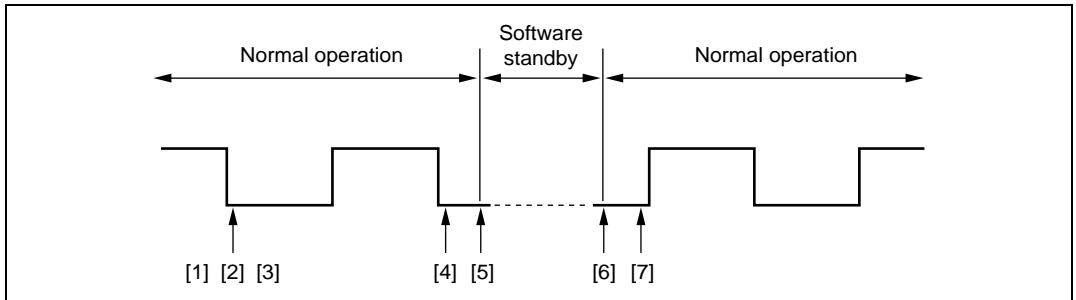 Software
standby
Normal operation
Normal operation
[1] [2] [3]
[4] [5]
[6] [7]